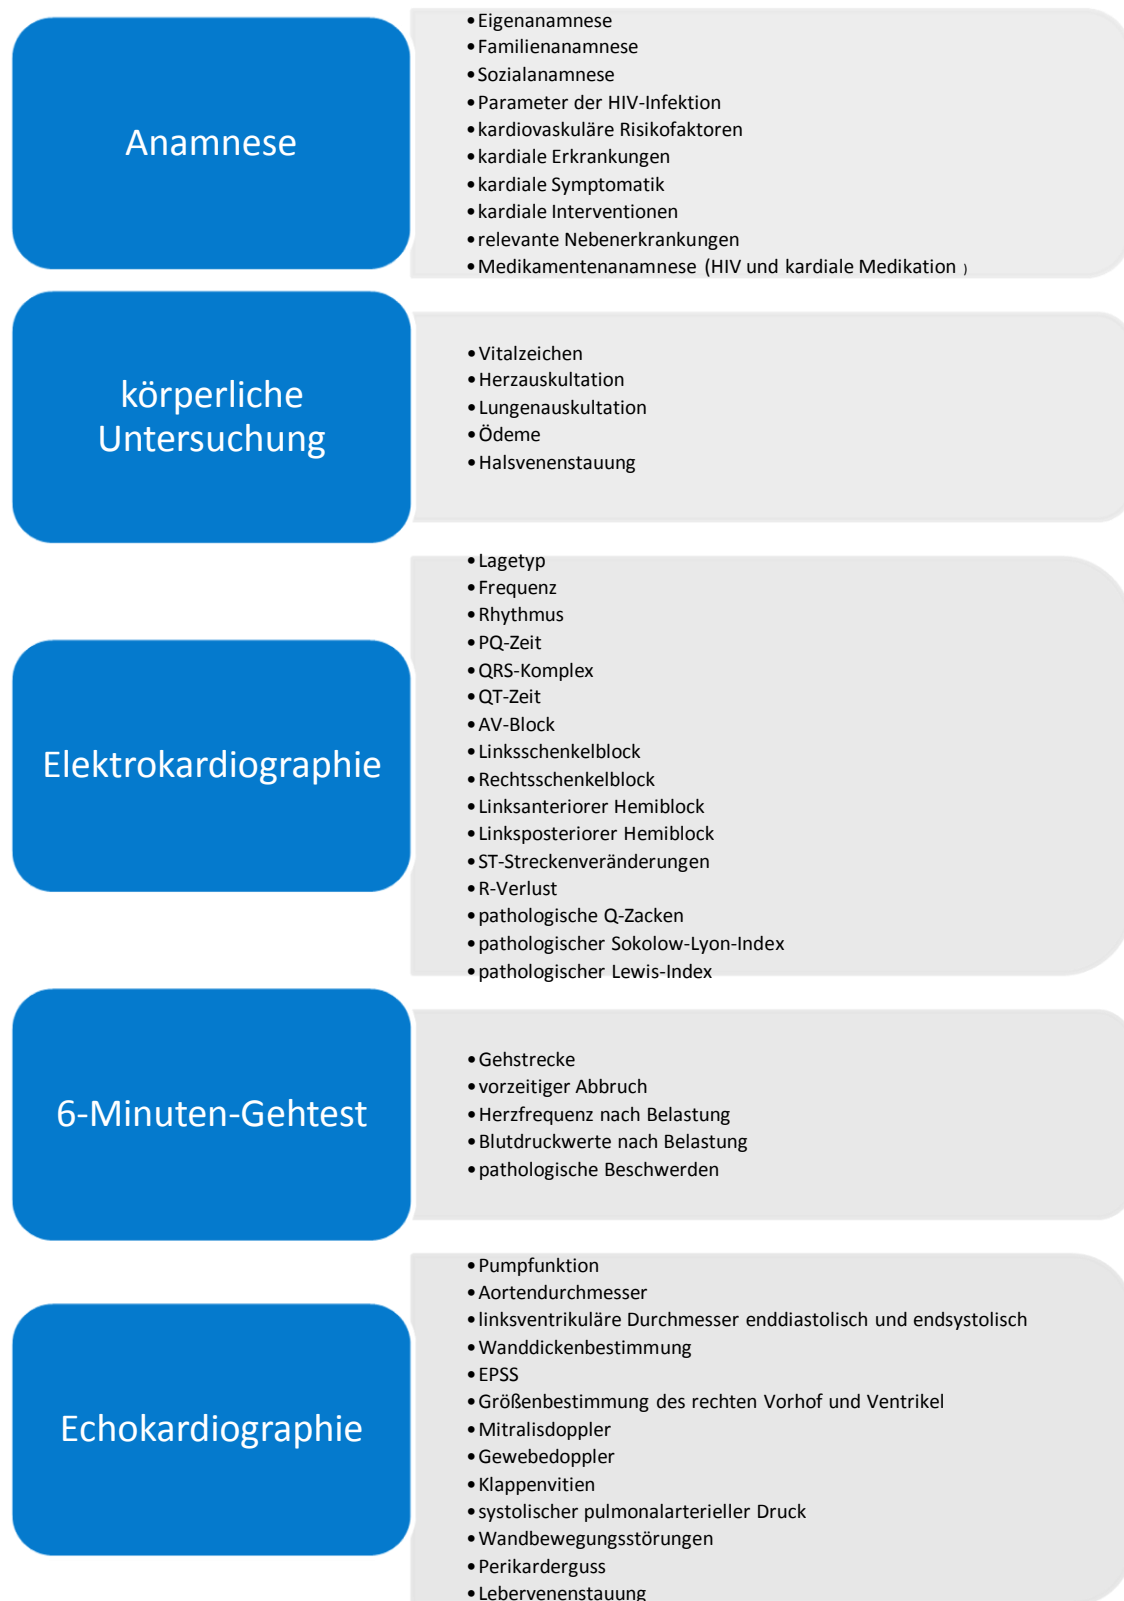 Anamnese
•Eigenanamnese
•Familienanamnese
•Sozialanamnese
•Parameter der HIV-Infektion
•kardiovaskuläre Risikofaktoren
•kardiale Erkrankungen
•kardiale Symptomatik
•kardiale Interventionen
•relevante Nebenerkrankungen
•Medikamentenanamnese (HIV und kardiale Medikation )
körperliche
Untersuchung
•Vitalzeichen
•Herzauskultation
•Lungenauskultation
•Ödeme
•Halsvenenstauung
Elektrokardiographie
•Lagetyp
•Frequenz
•Rhythmus
•PQ-Zeit
•QRS-Komplex
•QT-Zeit
•AV-Block
•Linksschenkelblock
•Rechtsschenkelblock
•Linksanteriorer Hemiblock
•Linksposteriorer Hemiblock
•ST-Streckenveränderungen
•R-Verlust
•pathologische Q-Zacken
•pathologischer Sokolow-Lyon-Index
•pathologischer Lewis-Index
6-Minuten-Gehtest
•Gehstrecke
•vorzeitiger Abbruch
•Herzfrequenz nach Belastung
•Blutdruckwerte nach Belastung
•pathologische Beschwerden
Echokardiographie
•Pumpfunktion
•Aortendurchmesser
•linksventrikuläre Durchmesser enddiastolisch und endsystolisch
•Wanddickenbestimmung
•EPSS
•Größenbestimmung des rechten Vorhof und Ventrikel
•Mitralisdoppler
•Gewebedoppler
•Klappenvitien
•systolischer pulmonalarterieller Druck
•Wandbewegungsstörungen
•Perikarderguss
•Lebervenenstauung